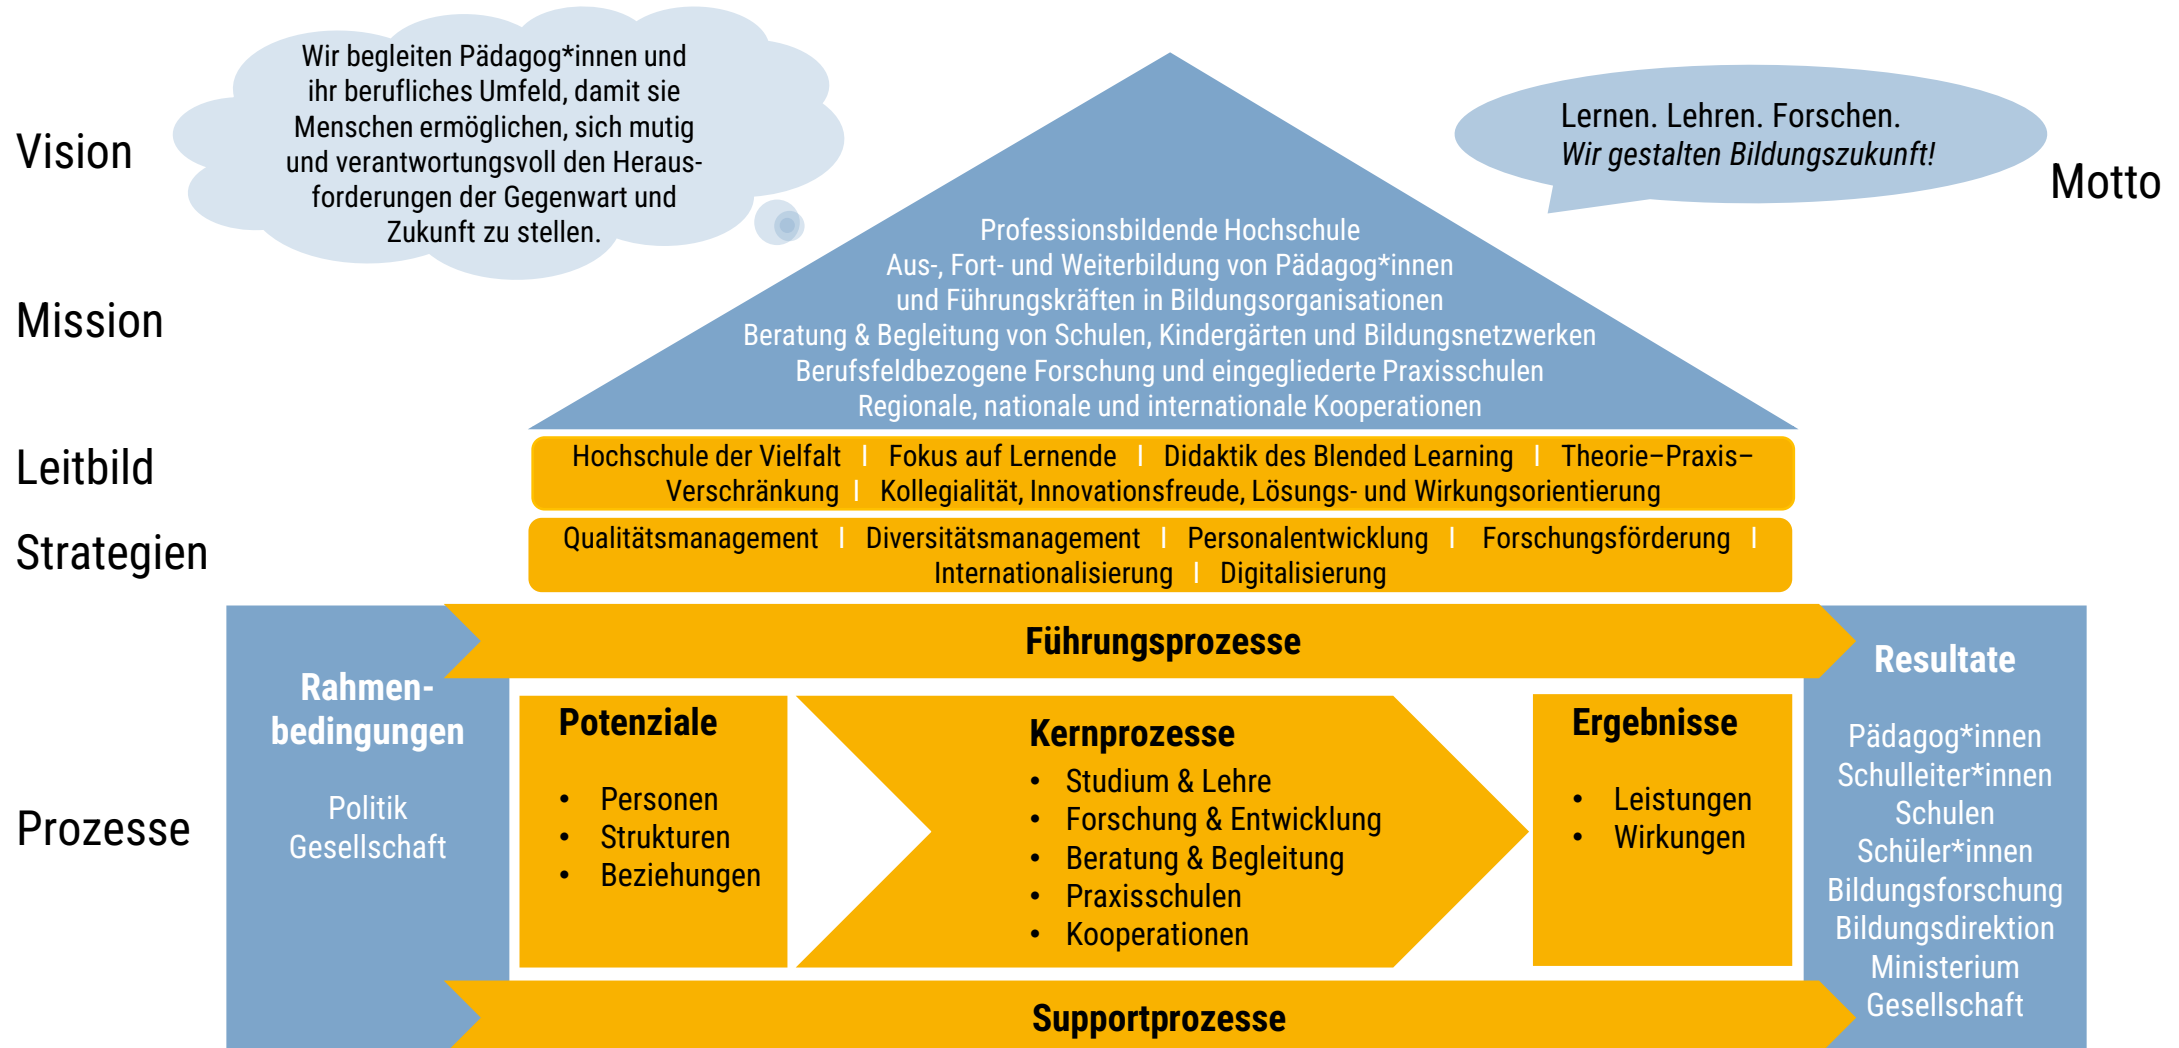 Vision
Wir begleiten Pädagog*innen und
ihr berufliches Umfeld, damit sie
Menschen ermöglichen, sich mutig
und verantwortungsvoll den Heraus-
forderungen der Gegenwart und
Zukunft zu stellen.
Lernen. Lehren. Forschen.
Wir gestalten Bildungszukunft!
Motto
Mission
Professionsbildende Hochschule
Aus-, Fort- und Weiterbildung von Pädagog*innen
und Führungskräften in Bildungsorganisationen
Beratung & Begleitung von Schulen, Kindergärten und Bildungsnetzwerken
Berufsfeldbezogene Forschung und eingegliederte Praxisschulen
Regionale, nationale und internationale Kooperationen
Leitbild
Hochschule der Vielfalt | Fokus auf Lernende | Didaktik des Blended Learning | Theorie–Praxis–
Verschränkung | Kollegialität, Innovationsfreude, Lösungs- und Wirkungsorientierung
Strategien
Qualitätsmanagement | Diversitätsmanagement | Personalentwicklung | Forschungsförderung |
Internationalisierung | Digitalisierung
Prozesse
Führungsprozesse
Rahmen-
bedingungen
Politik
Gesellschaft
Potenziale
• Personen
• Strukturen
• Beziehungen
Kernprozesse
• Studium & Lehre
• Forschung & Entwicklung
• Beratung & Begleitung
• Praxisschulen
• Kooperationen
Ergebnisse
• Leistungen
• Wirkungen
Resultate
Pädagog*innen
Schulleiter*innen
Schulen
Schüler*innen
Bildungsforschung
Bildungsdirektion
Ministerium
Gesellschaft
Supportprozesse